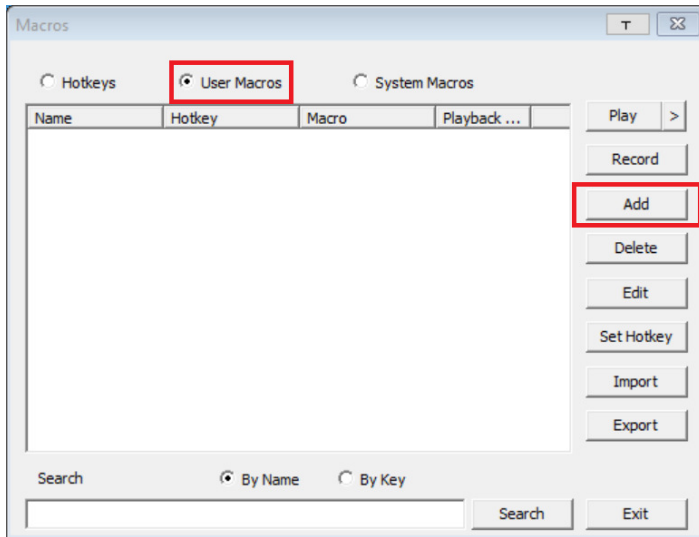 Macros T
Hotkeys User Macros System Macros
Name Hotkey Macro Playback ... Play >
Record
Add
Delete
Edit
Set Hotkey
Import
Export
Search By Name By Key
Search Exit